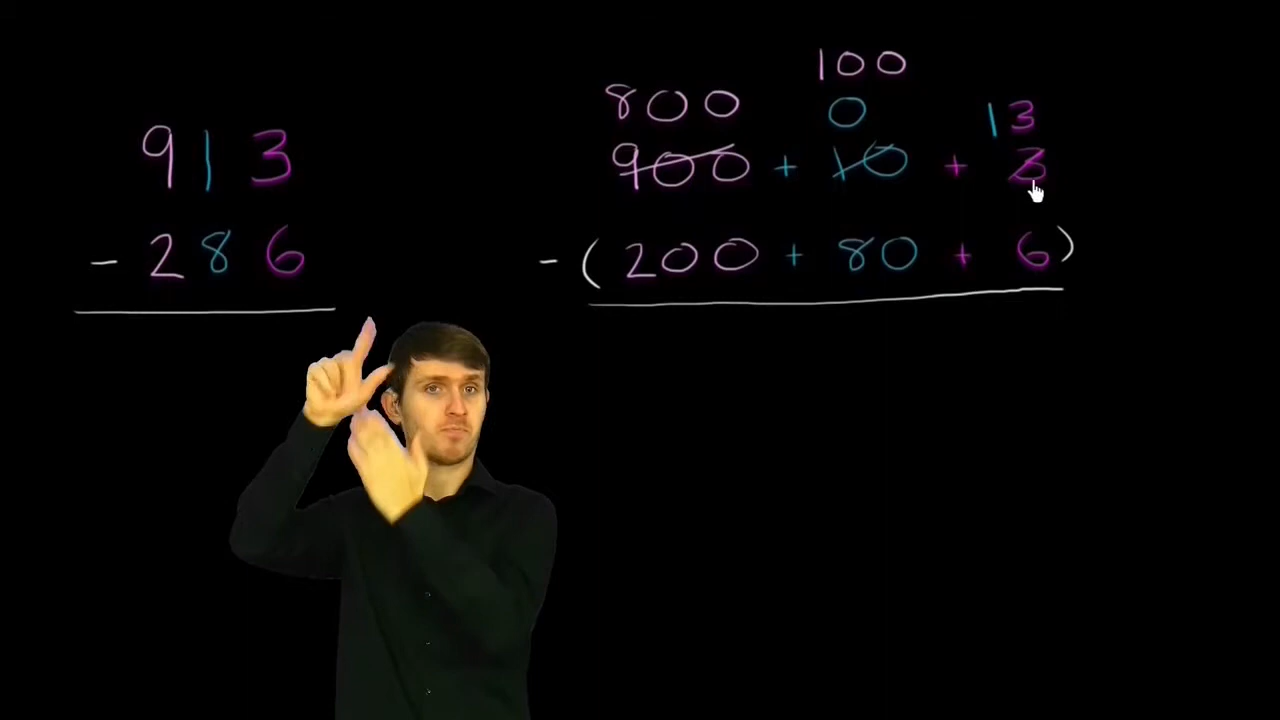 913
- 286
100
800 0 13
900 + 10 + 3
- (200 + 80 + 6)